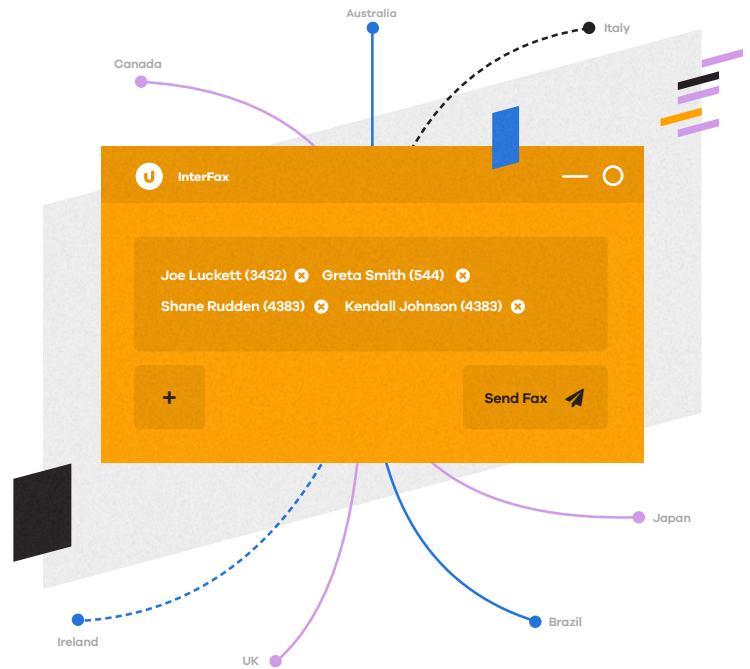 Australia
Italy
Canada
InterFax
Joe Luckett (3432) Greta Smith (544)
Shane Rudden (4383) Kendall Johnson (4383)
+
Send Fax
Japan
Brazil
Ireland
UK